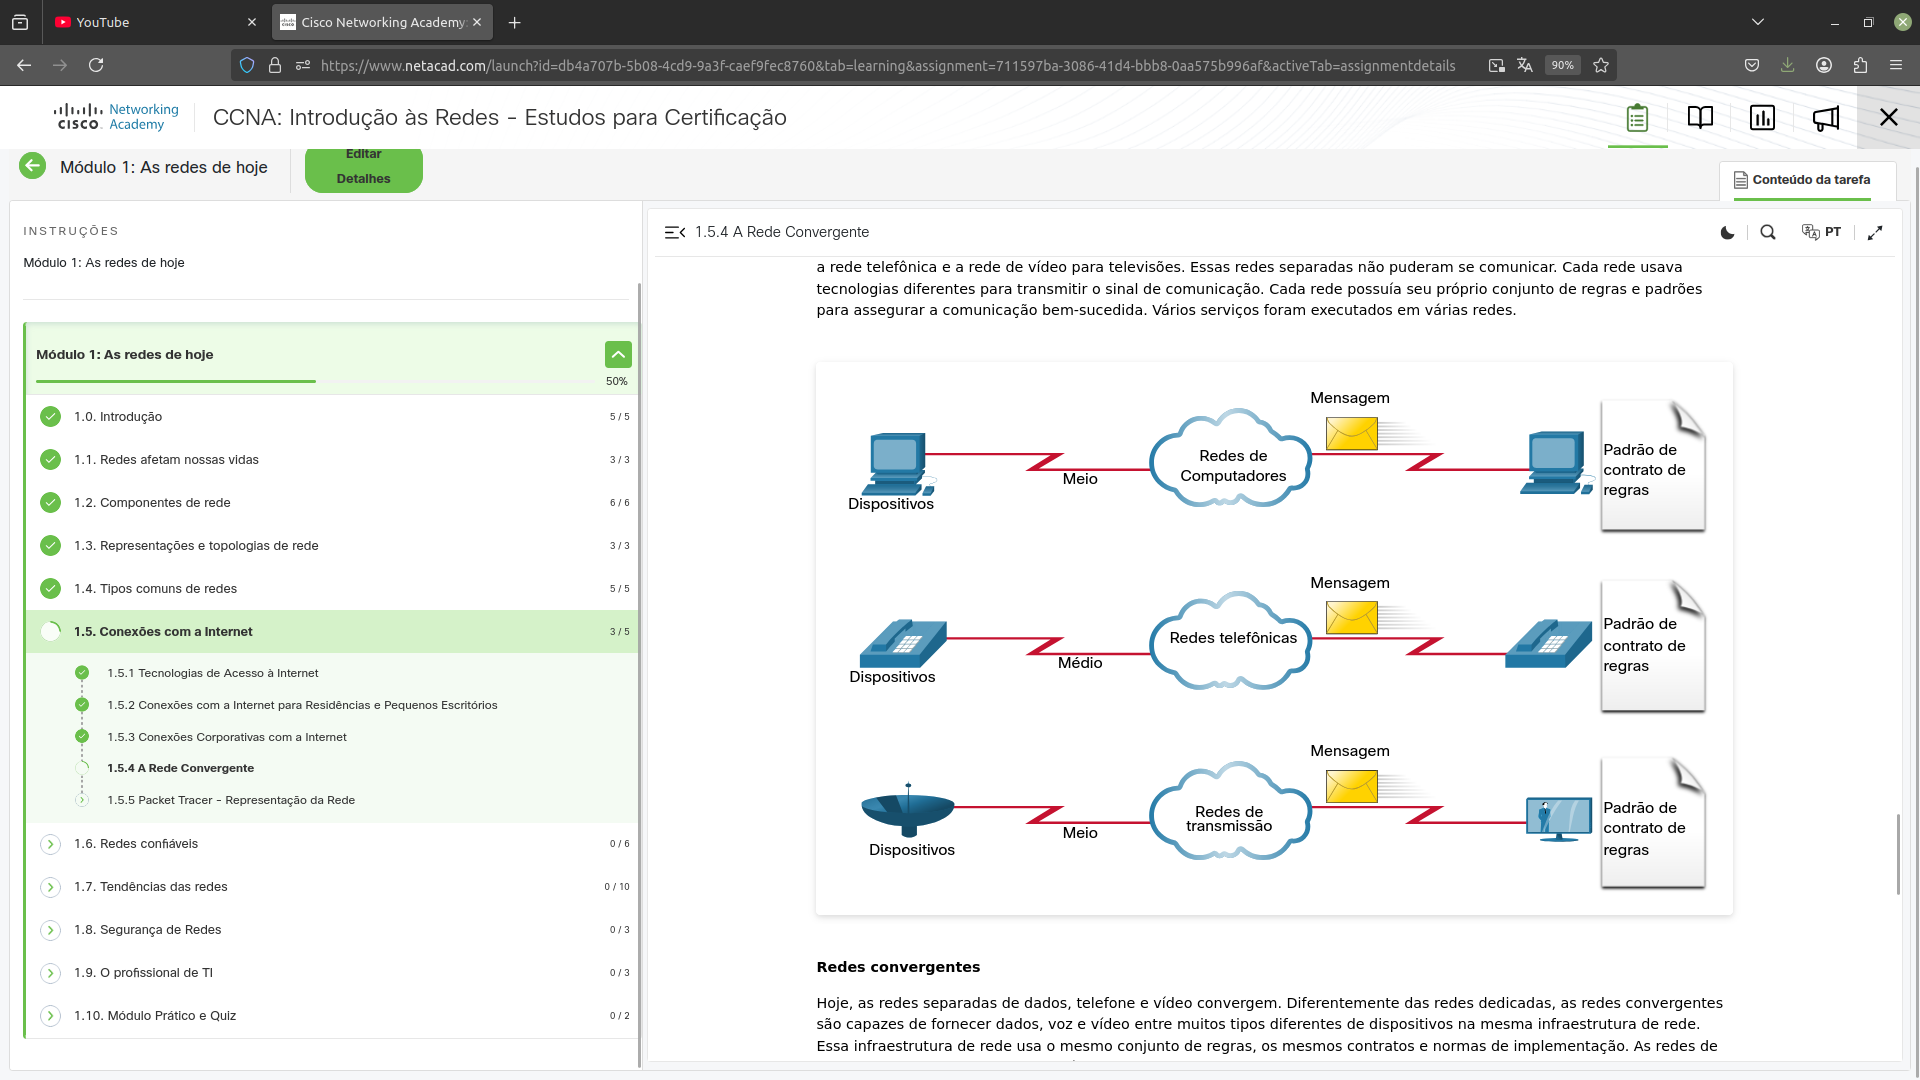 YouTube
Cisco Networking Academy:
https://www.netacad.com/launch?id=db4a707b-5b08-4cd9-9a3f-caef9fec8760&tab=learning&assignment=711597ba-3086-41d4-bbb8-0aa575b996af&activeTab=assignmentdetails
90%
CISCO
Networking
Academy
CCNA: Introdução às Redes - Estudos para Certificação
Módulo 1: As redes de hoje
Editar
Detalhes
Conteúdo da tarefa
INSTRUÇÕES
Módulo 1: As redes de hoje
Módulo 1: As redes de hoje
50%
1.0. Introdução 5 / 5
1.1. Redes afetam nossas vidas 3 / 3
1.2. Componentes de rede 6 / 6
1.3. Representações e topologias de rede 3 / 3
1.4. Tipos comuns de redes 5 / 5
1.5. Conexões com a Internet 3 / 5
1.5.1 Tecnologias de Acesso à Internet
1.5.2 Conexões com a Internet para Residências e Pequenos Escritórios
1.5.3 Conexões Corporativas com a Internet
1.5.4 A Rede Convergente
1.5.5 Packet Tracer - Representação da Rede
1.6. Redes confiáveis 0 / 6
1.7. Tendências das redes 0 / 10
1.8. Segurança de Redes 0 / 3
1.9. O profissional de TI 0 / 3
1.10. Módulo Prático e Quiz 0 / 2
1.5.4 A Rede Convergente
PT
a rede telefônica e a rede de vídeo para televisões. Essas redes separadas não puderam se comunicar. Cada rede usava
tecnologias diferentes para transmitir o sinal de comunicação. Cada rede possuía seu próprio conjunto de regras e padrões
para assegurar a comunicação bem-sucedida. Vários serviços foram executados em várias redes.
Mensagem
Redes de
Computadores
Meio
Dispositivos
Padrão de
contrato de
regras
Mensagem
Redes telefônicas
Médio
Dispositivos
Padrão de
contrato de
regras
Mensagem
Redes de
transmissão
Meio
Dispositivos
Padrão de
contrato de
regras
Redes convergentes
Hoje, as redes separadas de dados, telefone e vídeo convergem. Diferentemente das redes dedicadas, as redes convergentes
são capazes de fornecer dados, voz e vídeo entre muitos tipos diferentes de dispositivos na mesma infraestrutura de rede.
Essa infraestrutura de rede usa o mesmo conjunto de regras, os mesmos contratos e normas de implementação. As redes de